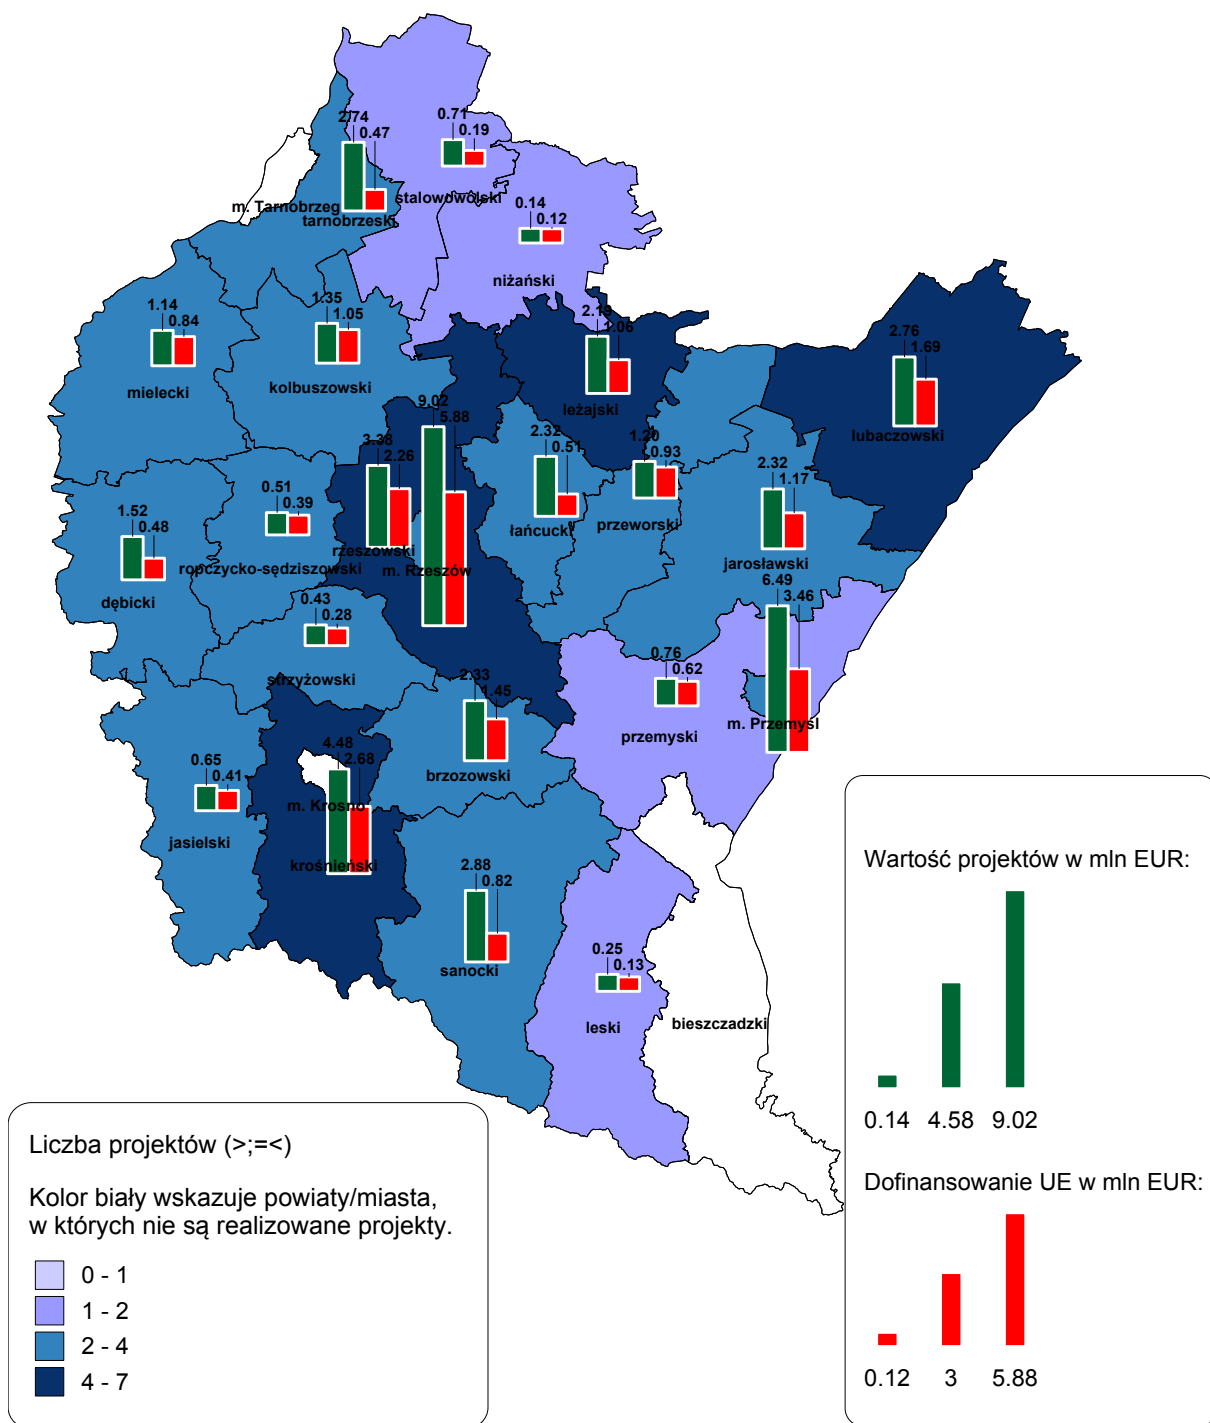 2.74
0.47
0.71
0.19
stalowowolski
m. Tarnobrzeg
tarnobrzeski
0.14
0.12
niżański
1.14
0.84
mielecki
1.35
1.05
kolbuszowski
2.19
1.06
leżajski
2.76
1.69
lubaczowski
9.02
5.88
3.38
2.26
rzeszowski
m. Rzeszów
2.32
0.51
łańcucki
1.20
0.93
przeworski
2.32
1.17
jarosławski
1.52
0.48
dębicki
0.51
0.39
ropczycko-sędziszowski
0.43
0.28
strzyżowski
6.49
3.46
m. Przemyśl
0.76
0.62
przemyski
2.33
1.45
brzozowski
0.65
0.41
jasielski
4.48
2.68
m. Krosno
krośnieński
2.88
0.82
sanocki
0.25
0.13
leski
bieszczadzki
Liczba projektów (>;=<)
Kolor biały wskazuje powiaty/miasta,
w których nie są realizowane projekty.
0 - 1
1 - 2
2 - 4
4 - 7
Wartość projektów w mln EUR:
0.14 4.58 9.02
Dofinansowanie UE w mln EUR:
0.12 3 5.88